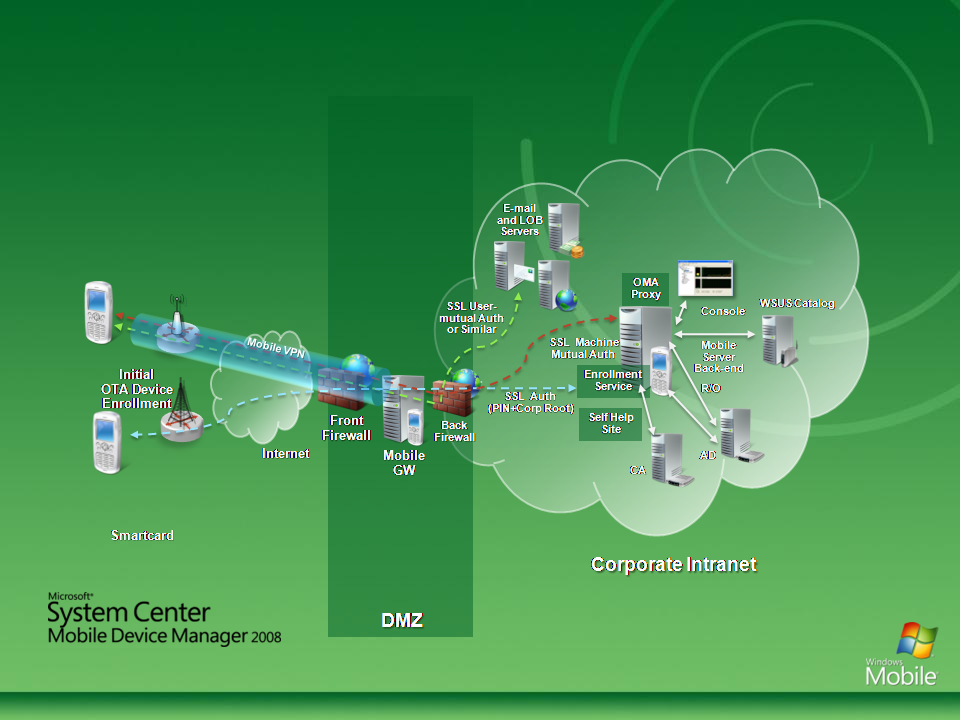 E-mail
and LOB
Servers
OMA
Proxy
Console
WSUS Catalog
SSL User-
mutual Auth
or Similar
SSL Machine
Mutual Auth
Mobile
Server
Back-end
Mobile VPN
Initial
OTA Device
Enrollment
Enrollment
Service
R/O
SSL Auth
(PIN+Corp Root)
Self Help
Site
Front
Firewall
Back
Firewall
Internet
Mobile
GW
CA
AD
Smartcard
Corporate Intranet
DMZ
Microsoft®
System Center
Mobile Device Manager 2008
Windows
Mobile